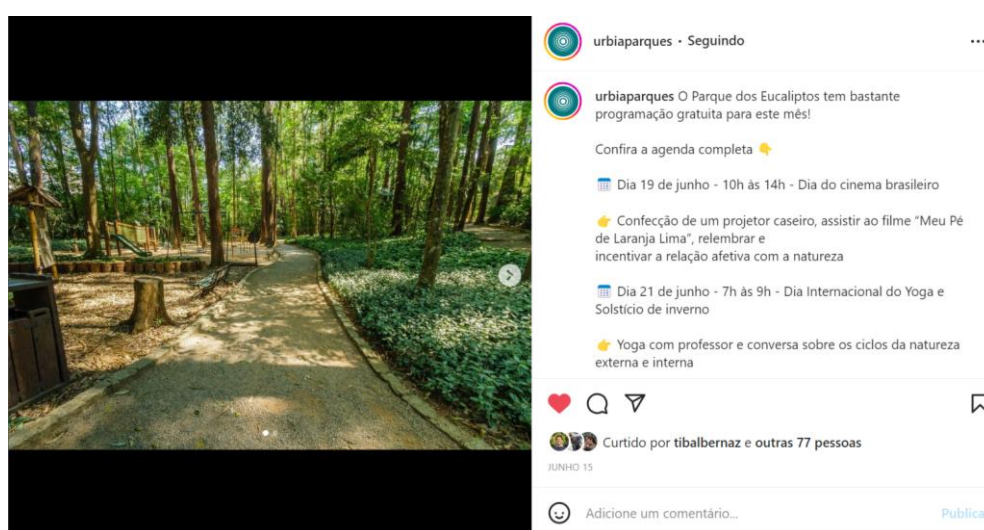 urbiaparques • Seguindo
urbiaparques O Parque dos Eucaliptos tem bastante
programação gratuita para este mês!
Confira a agenda completa 👇
🗓 Dia 19 de junho - 10h às 14h - Dia do cinema brasileiro
👉 Confecção de um projetor caseiro, assistir ao filme “Meu Pé
de Laranja Lima”, relembrar e
incentivar a relação afetiva com a natureza
🗓 Dia 21 de junho - 7h às 9h - Dia Internacional do Yoga e
Solstício de inverno
👉 Yoga com professor e conversa sobre os ciclos da natureza
externa e interna
Curtido por tibalbernaz e outras 77 pessoas
JUNHO 15
Adicione um comentário...
Publica